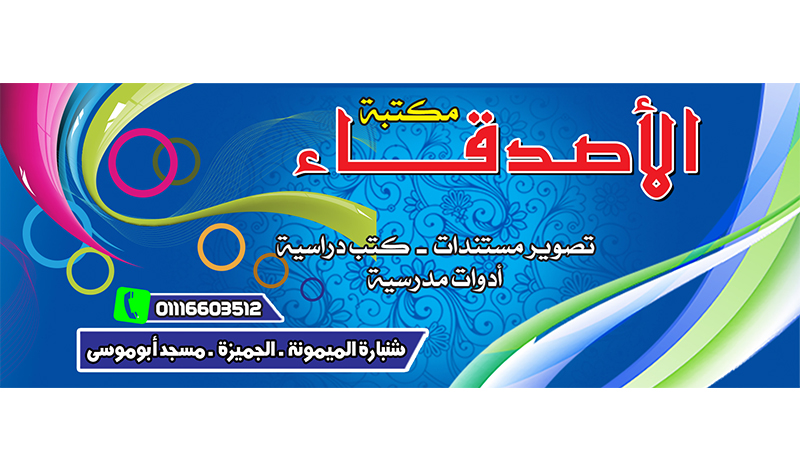 مكتبة
الأصدقاء
تصوير مستندات - كتب دراسية
أدوات مدرسية
01116603512
شنبارة الميمونة - الجميزة - مسجد أبوموسى